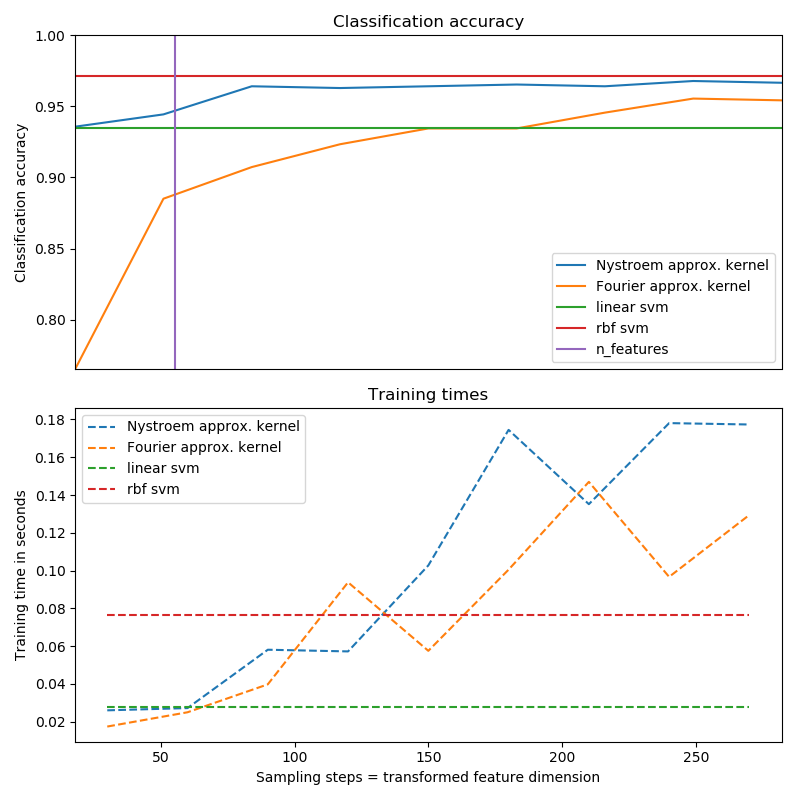 Classification accuracy
1.00
0.95
0.90
0.85
0.80
Classification accuracy
Nystroem approx. kernel
Fourier approx. kernel
linear svm
rbf svm
n_features
Training times
0.18
0.16
0.14
0.12
0.10
0.08
0.06
0.04
0.02
Training time in seconds
Nystroem approx. kernel
Fourier approx. kernel
linear svm
rbf svm
50 100 150 200 250
Sampling steps = transformed feature dimension